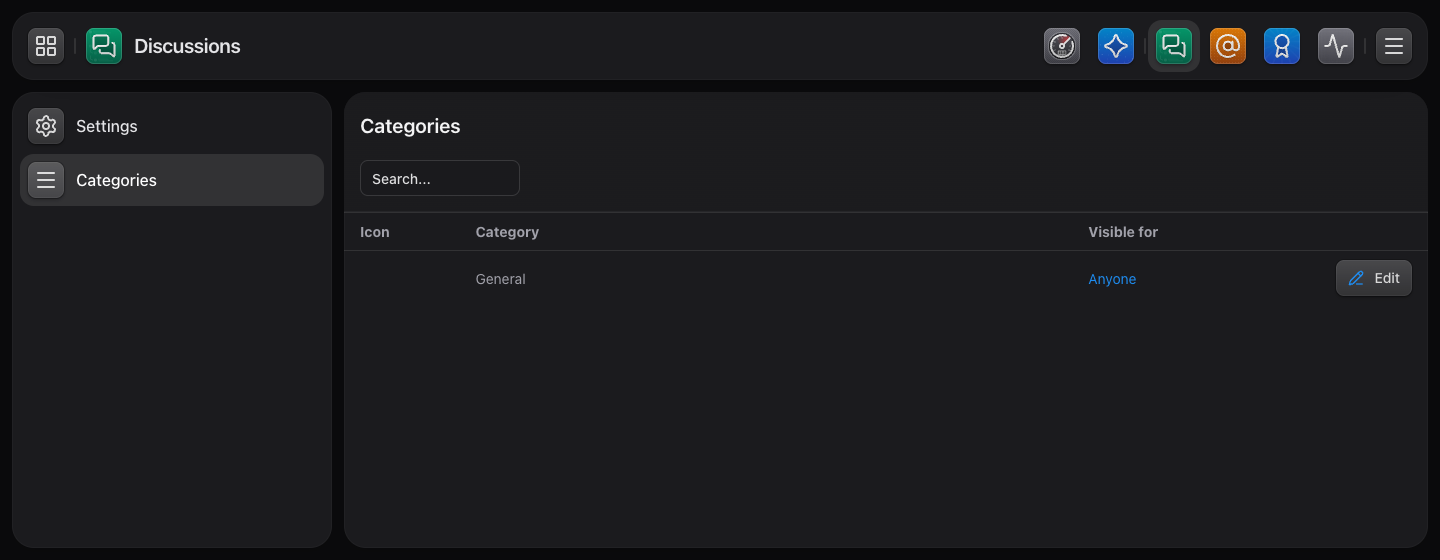 Discussions
Settings
Categories
Categories
Search...
Icon Category Visible for
General Anyone Edit